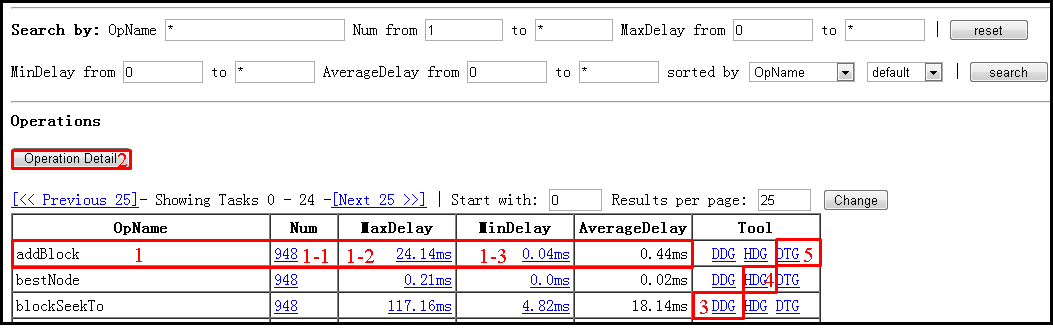 Search by: OpName * Num from 1 to * MaxDelay from 0 to * | reset
MinDelay from 0 to * AverageDelay from 0 to * sorted by OpName default | search
Operations
Operation Detail 2
[<< Previous 25]- Showing Tasks 0 - 24 -[Next 25 >>] | Start with: 0 Results per page: 25 Change
OpName Num MaxDelay MinDelay AverageDelay Tool
addBlock 1 948 1-1 1-2 24.14ms 1-3 0.04ms 0.44ms DDG HDG DTG 5
bestNode 948 0.21ms 0.0ms 0.02ms DDG HDG 4 DTG
blockSeekTo 948 117.16ms 4.82ms 18.14ms 3 DDG HDG DTG